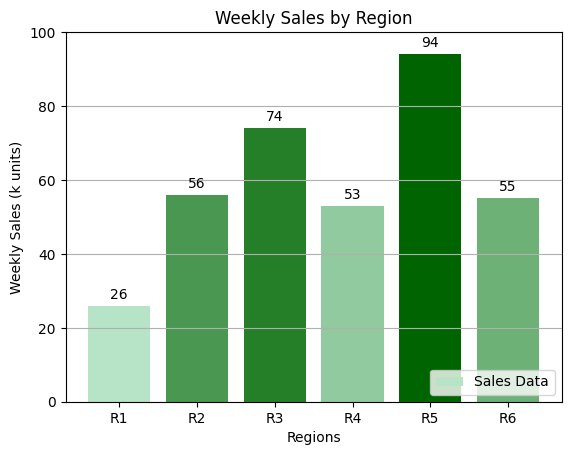 Weekly Sales by Region
Weekly Sales (k units)
100
80
60
40
20
0
26
56
74
53
94
55
Sales Data
R1 R2 R3 R4 R5 R6
Regions